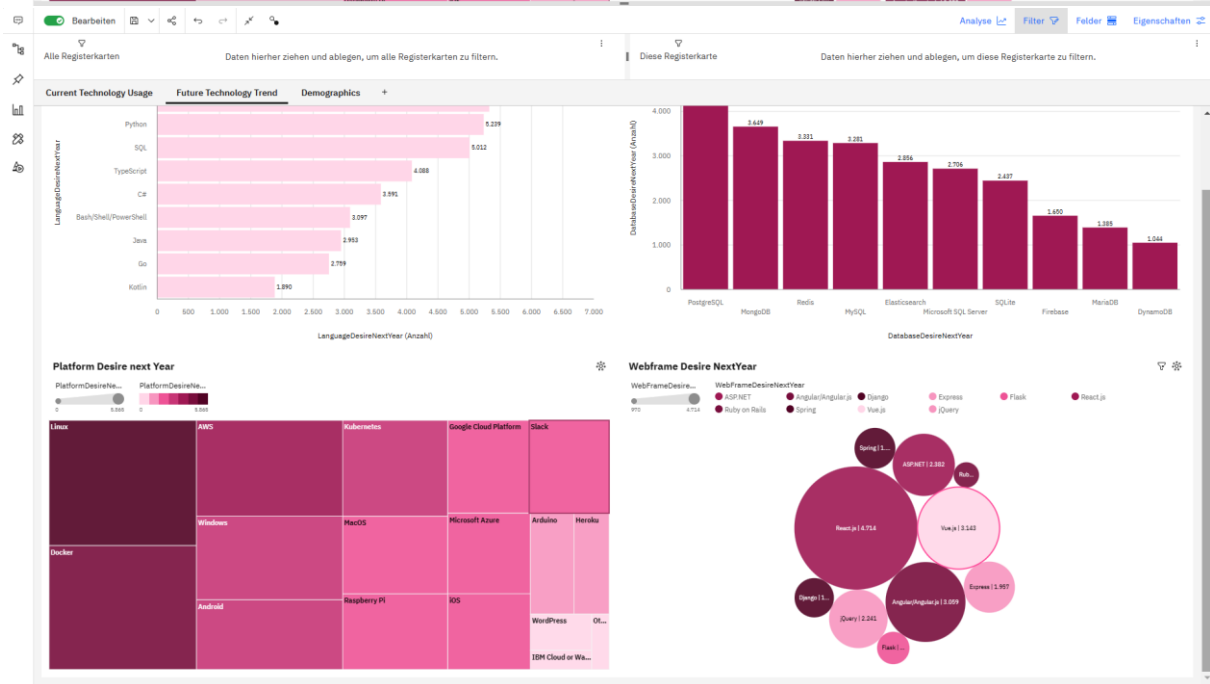 Bearbeiten
Analyse
Filter
Felder
Eigenschaften
Alle Registerkarten
Daten hierher ziehen und ablegen, um alle Registerkarten zu filtern.
Diese Registerkarte
Daten hierher ziehen und ablegen, um diese Registerkarte zu filtern.
Current Technology Usage
Future Technology Trend
Demographics
+
LanguageDesireNextYear
Python
5.239
SQL
5.012
TypeScript
4.088
C#
3.591
Bash/Shell/PowerShell
3.097
Java
2.953
Go
2.759
Kotlin
1.890
0 500 1.000 1.500 2.000 2.500 3.000 3.500 4.000 4.500 5.000 5.500 6.000 6.500 7.000
LanguageDesireNextYear (Anzahl)
DatabaseDesireNextYear (Anzahl)
4.000
3.000
2.000
1.000
0
3.649
3.331
3.281
2.856
2.706
2.437
1.650
1.385
1.044
PostgreSQL
MongoDB
Redis
MySQL
Elasticsearch
Microsoft SQL Server
SQLite
Firebase
MariaDB
DynamoDB
DatabaseDesireNextYear
Platform Desire next Year
PlatformDesireNe...
PlatformDesireNe...
0
0
Linux
AWS
Kubernetes
Google Cloud Platform
Slack
Windows
MacOS
Microsoft Azure
Arduino
Heroku
Docker
Android
Raspberry Pi
iOS
WordPress
Ot...
IBM Cloud or Wa...
Webframe Desire NextYear
WebFrameDesire...
970
4.714
WebFrameDesireNextYear
ASP.NET
Angular/Angular.js
Django
Express
Flask
React.js
Ruby on Rails
Spring
Vue.js
jQuery
Spring | 1....
ASP.NET | 2.382
Rub...
React.js | 4.714
Vue.js | 3.143
Django | 1...
Express | 1.997
Angular/Angular.js | 3.059
jQuery | 2.241
Flask | ...